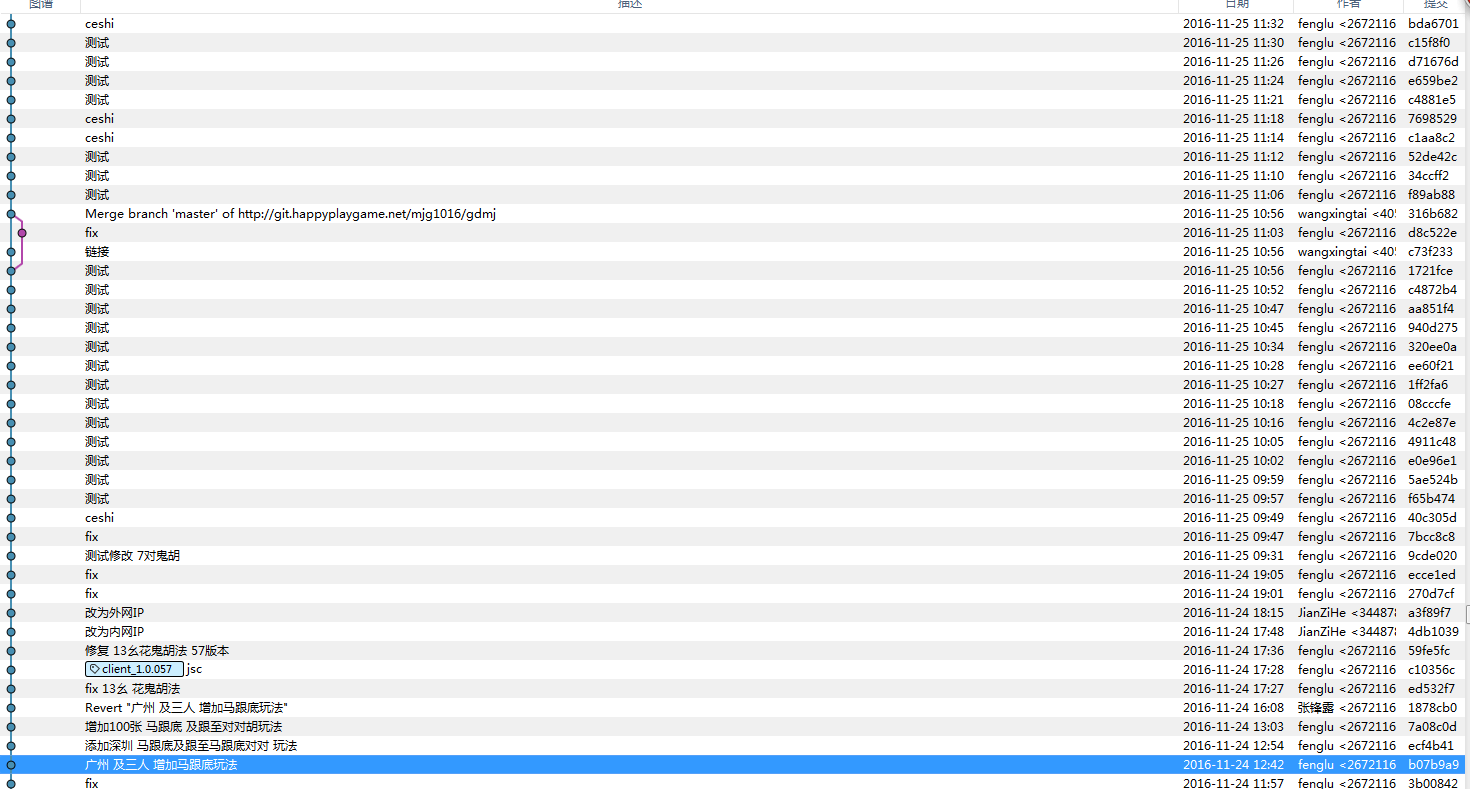 图谱 描述 日期 作者 提交
ceshi 2016-11-25 11:32 fenglu <2672116 bda6701
测试 2016-11-25 11:30 fenglu <2672116 c15f8f0
测试 2016-11-25 11:26 fenglu <2672116 d71676d
测试 2016-11-25 11:24 fenglu <2672116 e659be2
测试 2016-11-25 11:21 fenglu <2672116 c4881e5
ceshi 2016-11-25 11:18 fenglu <2672116 7698529
ceshi 2016-11-25 11:14 fenglu <2672116 c1aa8c2
测试 2016-11-25 11:12 fenglu <2672116 52de42c
测试 2016-11-25 11:10 fenglu <2672116 34ccff2
测试 2016-11-25 11:06 fenglu <2672116 f89ab88
Merge branch 'master' of http://git.happyplaygame.net/mjg1016/gdmj 2016-11-25 10:56 wangxingtai <405 316b682
fix 2016-11-25 11:03 fenglu <2672116 d8c522e
链接 2016-11-25 10:56 wangxingtai <405 c73f233
测试 2016-11-25 10:56 fenglu <2672116 1721fce
测试 2016-11-25 10:52 fenglu <2672116 c4872b4
测试 2016-11-25 10:47 fenglu <2672116 aa851f4
测试 2016-11-25 10:45 fenglu <2672116 940d275
测试 2016-11-25 10:34 fenglu <2672116 320ee0a
测试 2016-11-25 10:28 fenglu <2672116 ee60f21
测试 2016-11-25 10:27 fenglu <2672116 1ff2fa6
测试 2016-11-25 10:18 fenglu <2672116 08cccfe
测试 2016-11-25 10:16 fenglu <2672116 4c2e87e
测试 2016-11-25 10:05 fenglu <2672116 4911c48
测试 2016-11-25 10:02 fenglu <2672116 e0e96e1
测试 2016-11-25 09:59 fenglu <2672116 5ae524b
测试 2016-11-25 09:57 fenglu <2672116 f65b474
ceshi 2016-11-25 09:49 fenglu <2672116 40c305d
fix 2016-11-25 09:47 fenglu <2672116 7bcc8c8
测试修改 7对鬼胡 2016-11-25 09:31 fenglu <2672116 9cde020
fix 2016-11-24 19:05 fenglu <2672116 ecce1ed
fix 2016-11-24 19:01 fenglu <2672116 270d7cf
改为外网IP 2016-11-24 18:15 JianZiHe <344878 a3f89f7
改为内网IP 2016-11-24 17:48 JianZiHe <344878 4db1039
修复 13幺花鬼胡法 57版本 2016-11-24 17:36 fenglu <2672116 59fe5fc
client_1.0.057 jsc 2016-11-24 17:28 fenglu <2672116 c10356c
fix 13幺 花鬼胡法 2016-11-24 17:27 fenglu <2672116 ed532f7
Revert "广州 及三人 增加马跟底玩法" 2016-11-24 16:08 张锋露 <2672116 1878cb0
增加100张 马跟底 及跟至对对胡玩法 2016-11-24 13:03 fenglu <2672116 7a08c0d
添加深圳 马跟底及跟至马跟底对对 玩法 2016-11-24 12:54 fenglu <2672116 ecf4b41
广州 及三人 增加马跟底玩法 2016-11-24 12:42 fenglu <2672116 b07b9a9
fix 2016-11-24 11:57 fenglu <2672116 3b00842